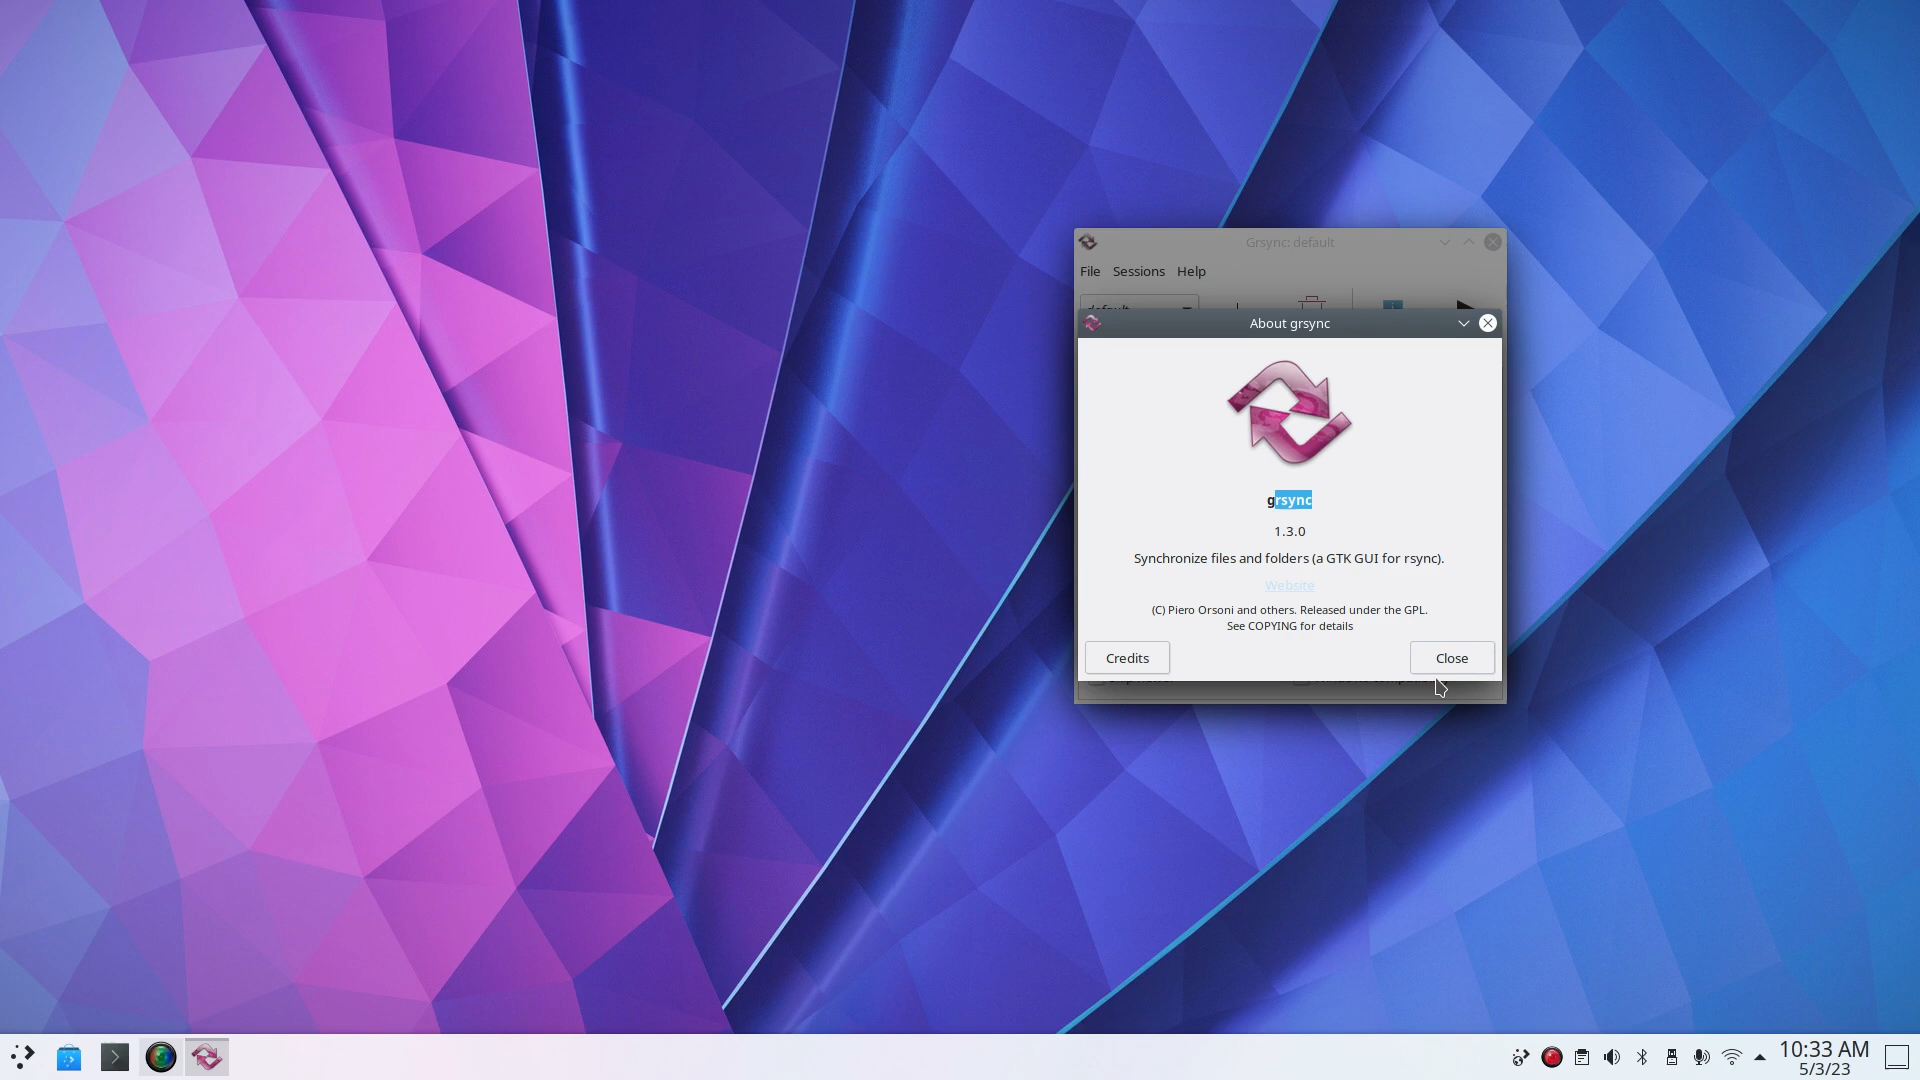 Grsync: default
File Sessions Help
default
About grsync
grsync
1.3.0
Synchronize files and folders (a GTK GUI for rsync).
Website
(C) Piero Orsoni and others. Released under the GPL.
See COPYING for details
Credits
Close
10:33 AM
5/3/23